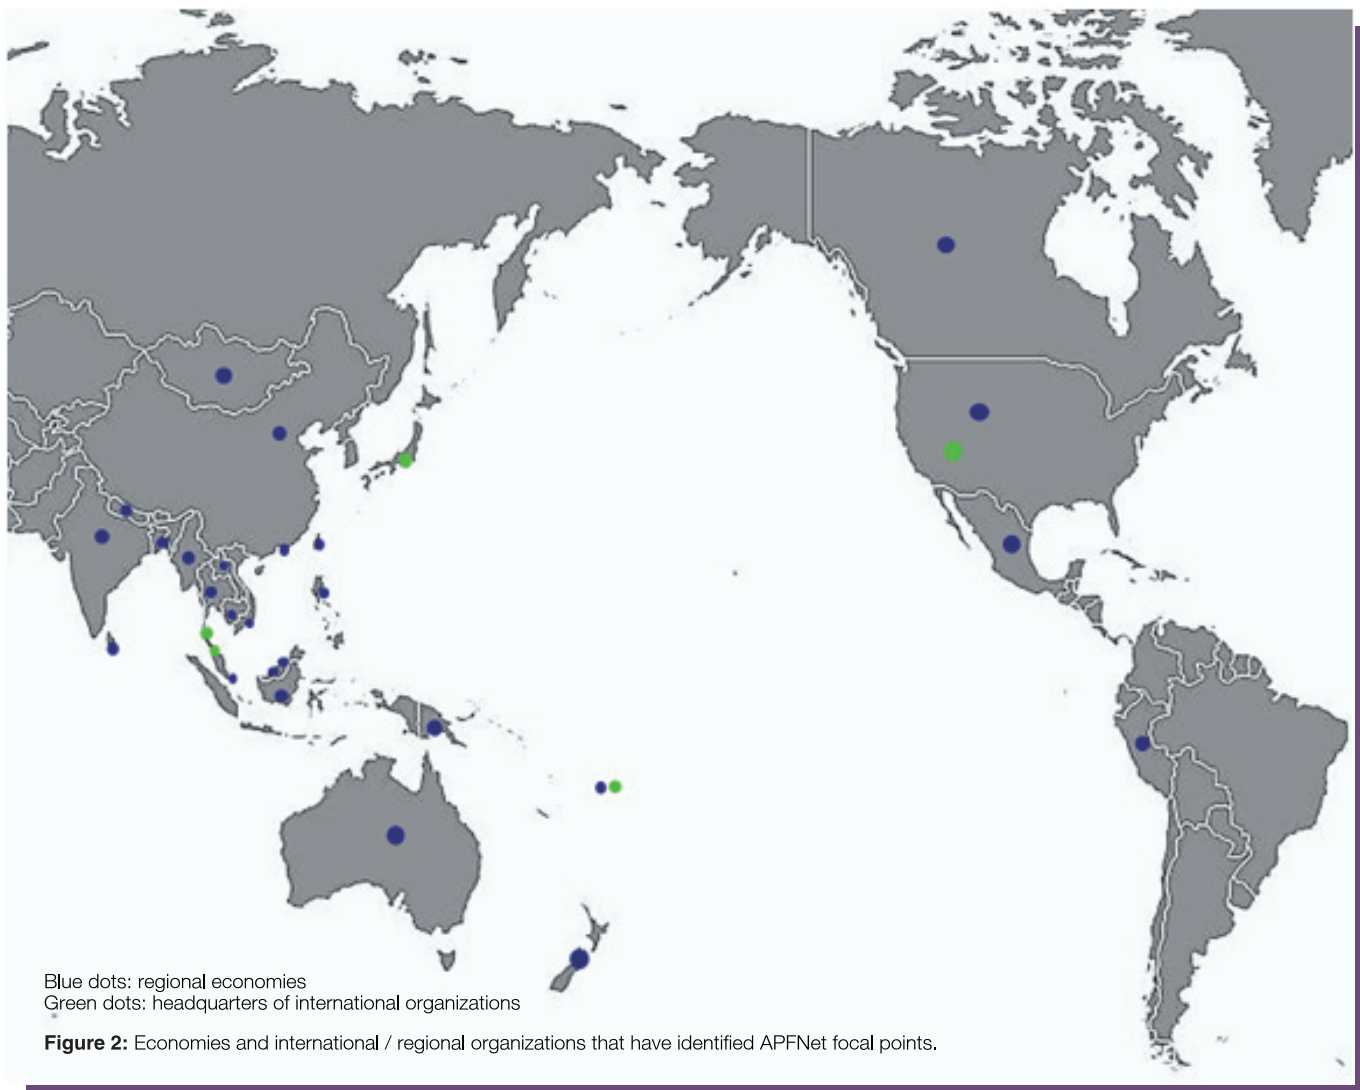 Blue dots: regional economies
Green dots: headquarters of international organizations
Figure 2: Economies and international / regional organizations that have identified APFNet focal points.